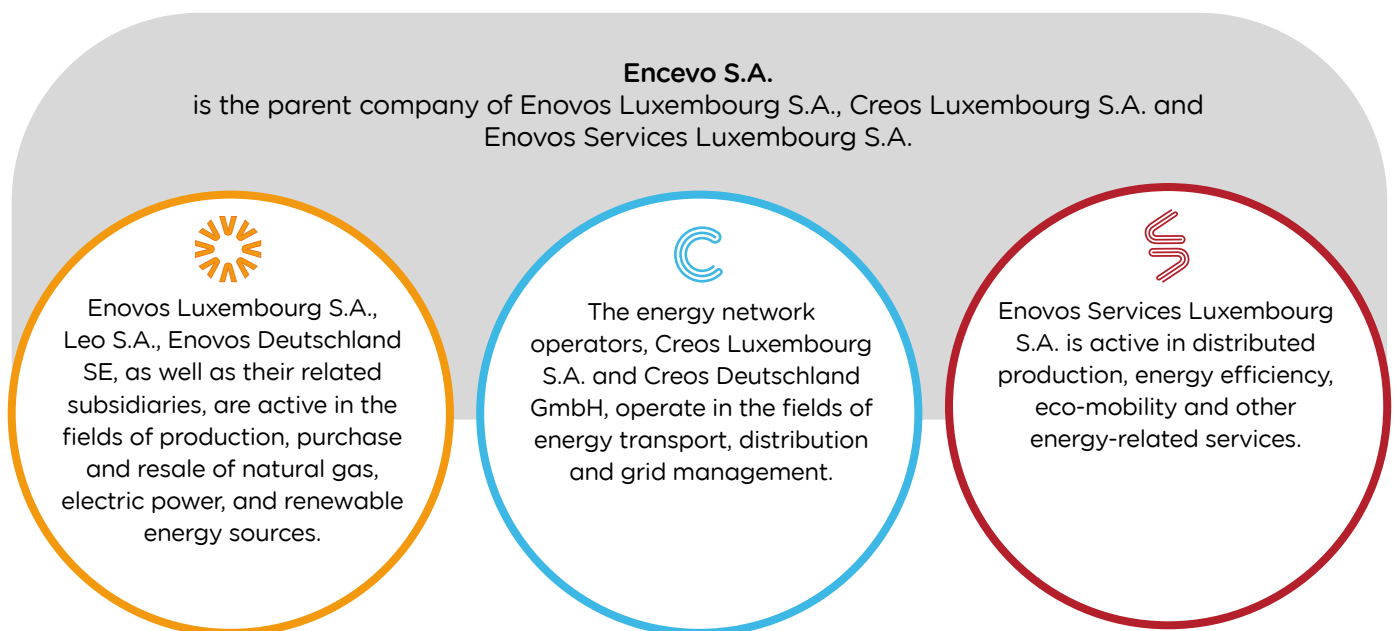 Encevo S.A.
is the parent company of Enovos Luxembourg S.A., Creos Luxembourg S.A. and
Enovos Services Luxembourg S.A.
Enovos Luxembourg S.A.,
Leo S.A., Enovos Deutschland
SE, as well as their related
subsidiaries, are active in the
fields of production, purchase
and resale of natural gas,
electric power, and renewable
energy sources.
The energy network
operators, Creos Luxembourg
S.A. and Creos Deutschland
GmbH, operate in the fields of
energy transport, distribution
and grid management.
Enovos Services Luxembourg
S.A. is active in distributed
production, energy efficiency,
eco-mobility and other
energy-related services.